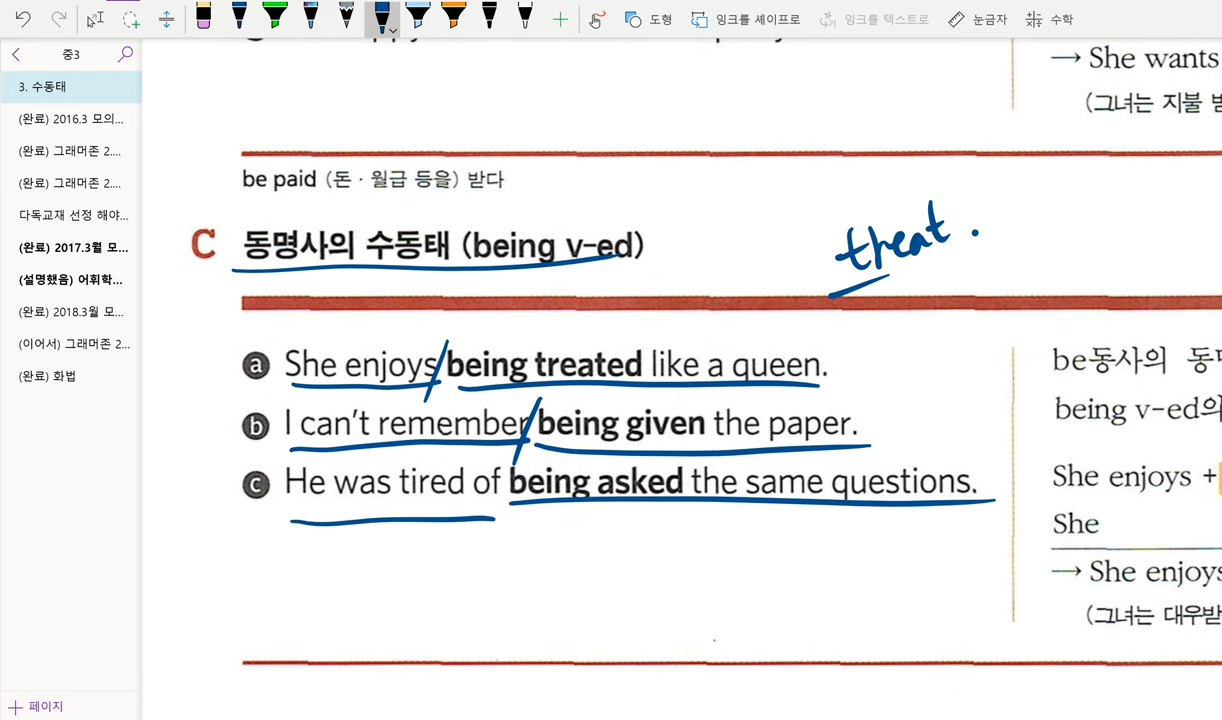 도형
잉크를 셰이프로
잉크를 텍스트로
눈금자
수학
중3
3. 수동태
(완료) 2016.3 모의...
(완료) 그래머존 2....
(완료) 그래머존 2....
다독교재 선정 해야...
(완료) 2017.3월 모...
(설명했음) 어휘학...
(완료) 2018.3월 모...
(이어서) 그래머존 2...
(완료) 화법
페이지
→ She wants
(그녀는 지불
be paid (돈 · 월급 등을) 받다
C 동명사의 수동태 (being v-ed)
treat.
a She enjoys being treated like a queen.
b I can't remember being given the paper.
c He was tired of being asked the same questions.
be동사의
being v-ed의
She enjoys +
She
→ She enjoys
(그녀는 대우받